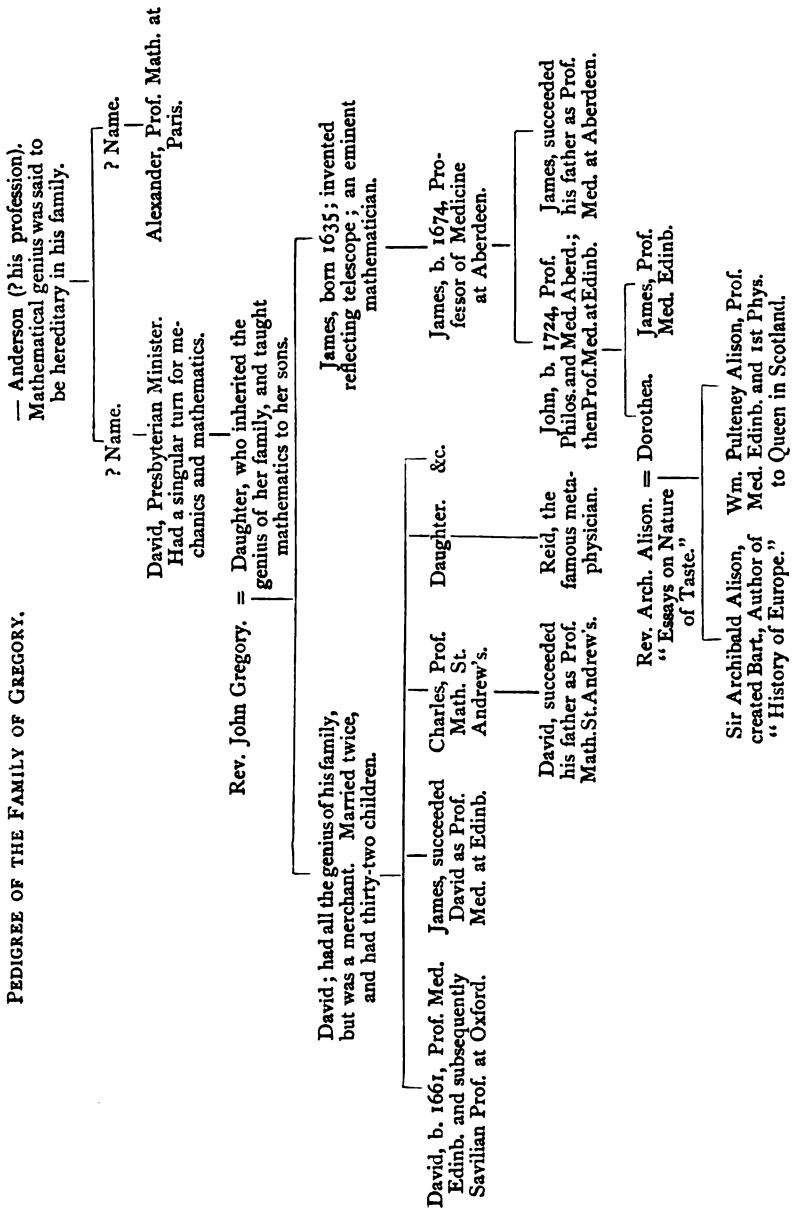 PEDIGREE OF THE FAMILY OF GREGORY.
— Anderson (? his profession).
Mathematical genius was said to
be hereditary in his family.
? Name.
? Name.
David, Presbyterian Minister.
Had a singular turn for me-
chanics and mathematics.
Alexander, Prof. Math. at
Paris.
Rev. John Gregory. = Daughter, who inherited the
genius of her family, and taught
mathematics to her sons.
David; had all the genius of his family,
but was a merchant. Married twice,
and had thirty-two children.
James, born 1635; invented
reflecting telescope; an eminent
mathematician.
David, b. 1661, Prof. Med.
Edinb. and subsequently
Savilian Prof. at Oxford.
James, succeeded
David as Prof.
Med. at Edinb.
Charles, Prof.
Math. St.
Andrew's.
Daughter. &c.
James, b. 1674, Pro-
fessor of Medicine
at Aberdeen.
David, succeeded
his father as Prof.
Math. St. Andrew's.
Reid, the
famous meta-
physician.
John, b. 1724, Prof.
Philos. and Med. Aberd.;
then Prof. Med. at Edinb.
James, succeeded
his father as Prof.
Med. at Aberdeen.
Rev. Arch. Alison. = Dorothea.
"Essays on Nature
of Taste."
James, Prof.
Med. Edinb.
Sir Archibald Alison,
created Bart., Author of
"History of Europe."
Wm. Pulteney Alison, Prof.
Med. Edinb. and 1st Phys.
to Queen in Scotland.